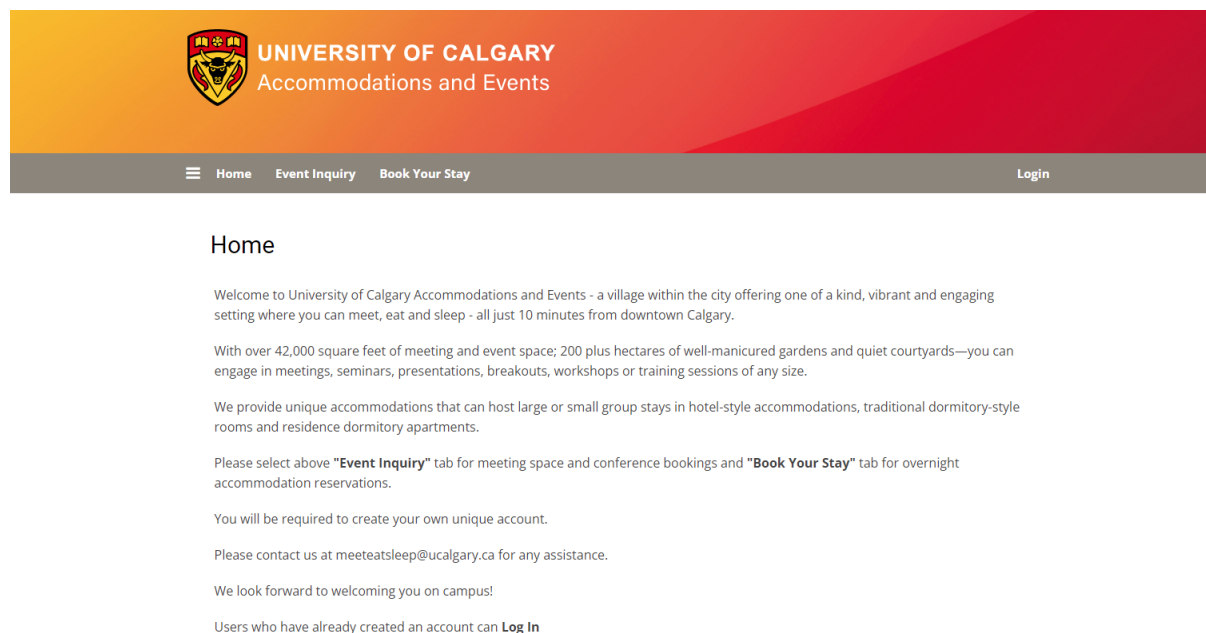 UNIVERSITY OF CALGARY
Accommodations and Events
Home Event Inquiry Book Your Stay Login
Home
Welcome to University of Calgary Accommodations and Events - a village within the city offering one of a kind, vibrant and engaging
setting where you can meet, eat and sleep - all just 10 minutes from downtown Calgary.
With over 42,000 square feet of meeting and event space; 200 plus hectares of well-manicured gardens and quiet courtyards—you can
engage in meetings, seminars, presentations, breakouts, workshops or training sessions of any size.
We provide unique accommodations that can host large or small group stays in hotel-style accommodations, traditional dormitory-style
rooms and residence dormitory apartments.
Please select above "Event Inquiry" tab for meeting space and conference bookings and "Book Your Stay" tab for overnight
accommodation reservations.
You will be required to create your own unique account.
Please contact us at meeteatsleep@ucalgary.ca for any assistance.
We look forward to welcoming you on campus!
Users who have already created an account can Log In